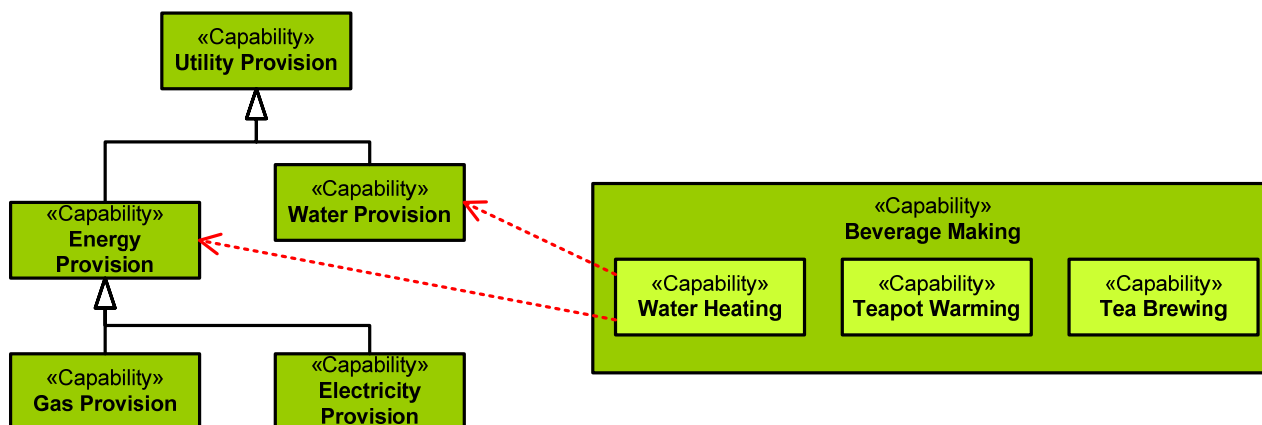 «Capability»
Utility Provision
«Capability»
Water Provision
«Capability»
Energy
Provision
«Capability»
Gas Provision
«Capability»
Electricity
Provision
«Capability»
Beverage Making
«Capability»
Water Heating
«Capability»
Teapot Warming
«Capability»
Tea Brewing